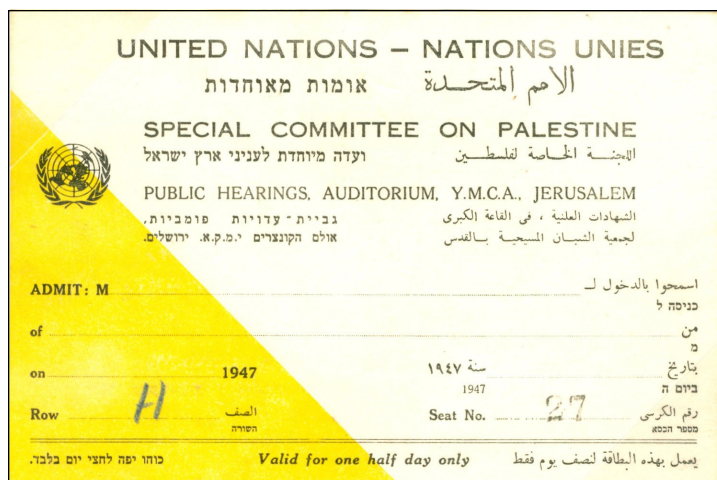 UNITED NATIONS – NATIONS UNIES
אומות מאוחדות الامم المتحدة
SPECIAL COMMITTEE ON PALESTINE
ועדה מיוחדת לעניני ארץ ישראל اللجنة الخاصة لفلسطين
PUBLIC HEARINGS, AUDITORIUM, Y.M.C.A., JERUSALEM
גביית-עדויות פומביות, الشهادات العلنية ، فى القاعة الكبرى
אולם הקונצרים י.מ.ק.א. ירושלים. لجمعية الشبان المسيحية بالقدس
ADMIT: M اسمحوا بالدخول لـ
כניסה ל
of من
מ
on 1947 سنة ١٩٤٧ بتاريخ
1947 ביום ה
Row H الصف Seat No. 27 رقم الكرسي
השורה מספר הכסא
כוחו יפה לחצי יום בלבד. Valid for one half day only يعمل بهذه البطاقة لنصف يوم فقط